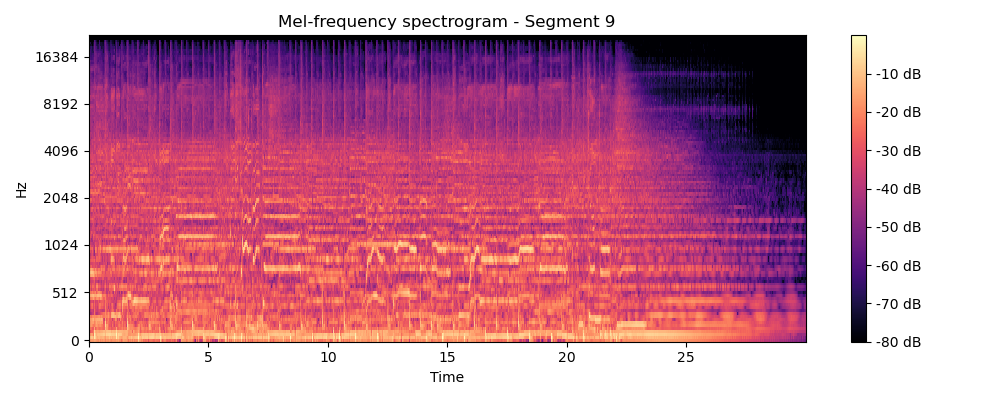 Mel-frequency spectrogram - Segment 9
16384
8192
4096
2048
1024
512
0
Hz
0
5
10
15
20
25
Time
-10 dB
-20 dB
-30 dB
-40 dB
-50 dB
-60 dB
-70 dB
-80 dB